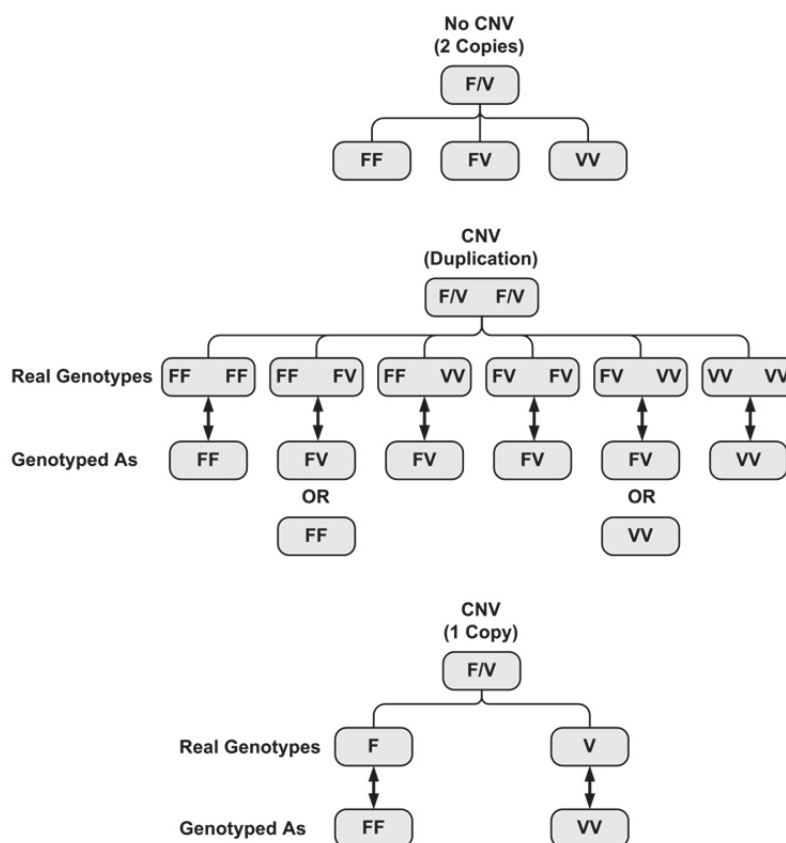 No CNV
(2 Copies)
F/V
FF FV VV
CNV
(Duplication)
F/V F/V
Real Genotypes FF FF FF FV FF VV FV FV FV VV VV VV
Genotyped As FF FV FV FV FV VV
OR OR
FF VV
CNV
(1 Copy)
F/V
Real Genotypes F V
Genotyped As FF VV